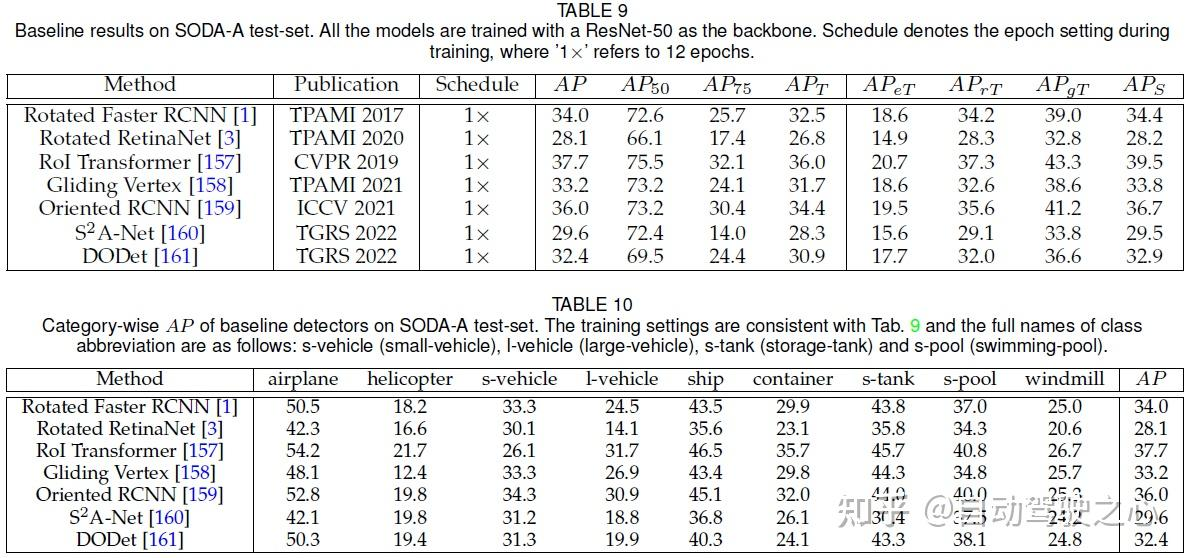 TABLE 9
Baseline results on SODA-A test-set. All the models are trained with a ResNet-50 as the backbone. Schedule denotes the epoch setting during
training, where '1×' refers to 12 epochs.
Method Publication Schedule AP AP50 AP75 APT APeT APrT APgT APS
Rotated Faster RCNN [1] TPAMI 2017 1× 34.0 72.6 25.7 32.5 18.6 34.2 39.0 34.4
Rotated RetinaNet [3] TPAMI 2020 1× 28.1 66.1 17.4 26.8 14.9 28.3 32.8 28.2
RoI Transformer [157] CVPR 2019 1× 37.7 75.5 32.1 36.0 20.7 37.3 43.3 39.5
Gliding Vertex [158] TPAMI 2021 1× 33.2 73.2 24.1 31.7 18.6 32.6 38.6 33.8
Oriented RCNN [159] ICCV 2021 1× 36.0 73.2 30.4 34.4 19.5 35.6 41.2 36.7
S2A-Net [160] TGRS 2022 1× 29.6 72.4 14.0 28.3 15.6 29.1 33.8 29.5
DODet [161] TGRS 2022 1× 32.4 69.5 24.4 30.9 17.7 32.0 36.6 32.9
TABLE 10
Category-wise AP of baseline detectors on SODA-A test-set. The training settings are consistent with Tab. 9 and the full names of class
abbreviation are as follows: s-vehicle (small-vehicle), l-vehicle (large-vehicle), s-tank (storage-tank) and s-pool (swimming-pool).
Method airplane helicopter s-vehicle l-vehicle ship container s-tank s-pool windmill AP
Rotated Faster RCNN [1] 50.5 18.2 33.3 24.5 43.5 29.9 43.8 37.0 25.0 34.0
Rotated RetinaNet [3] 42.3 16.6 30.1 14.1 35.6 23.1 35.8 34.3 20.6 28.1
RoI Transformer [157] 54.2 21.7 26.1 31.7 46.5 35.7 45.7 40.8 26.7 37.7
Gliding Vertex [158] 48.1 12.4 33.3 26.9 43.4 29.8 44.3 34.8 25.7 33.2
Oriented RCNN [159] 52.8 19.8 34.3 30.9 45.1 32.0 44.0 40.0 25.3 36.0
S2A-Net [160] 42.1 19.8 31.2 18.8 36.8 26.1 29.6
DODet [161] 50.3 19.4 31.3 19.9 40.3 24.1 43.3 38.1 24.8 32.4
知乎 @自动驾驶之心